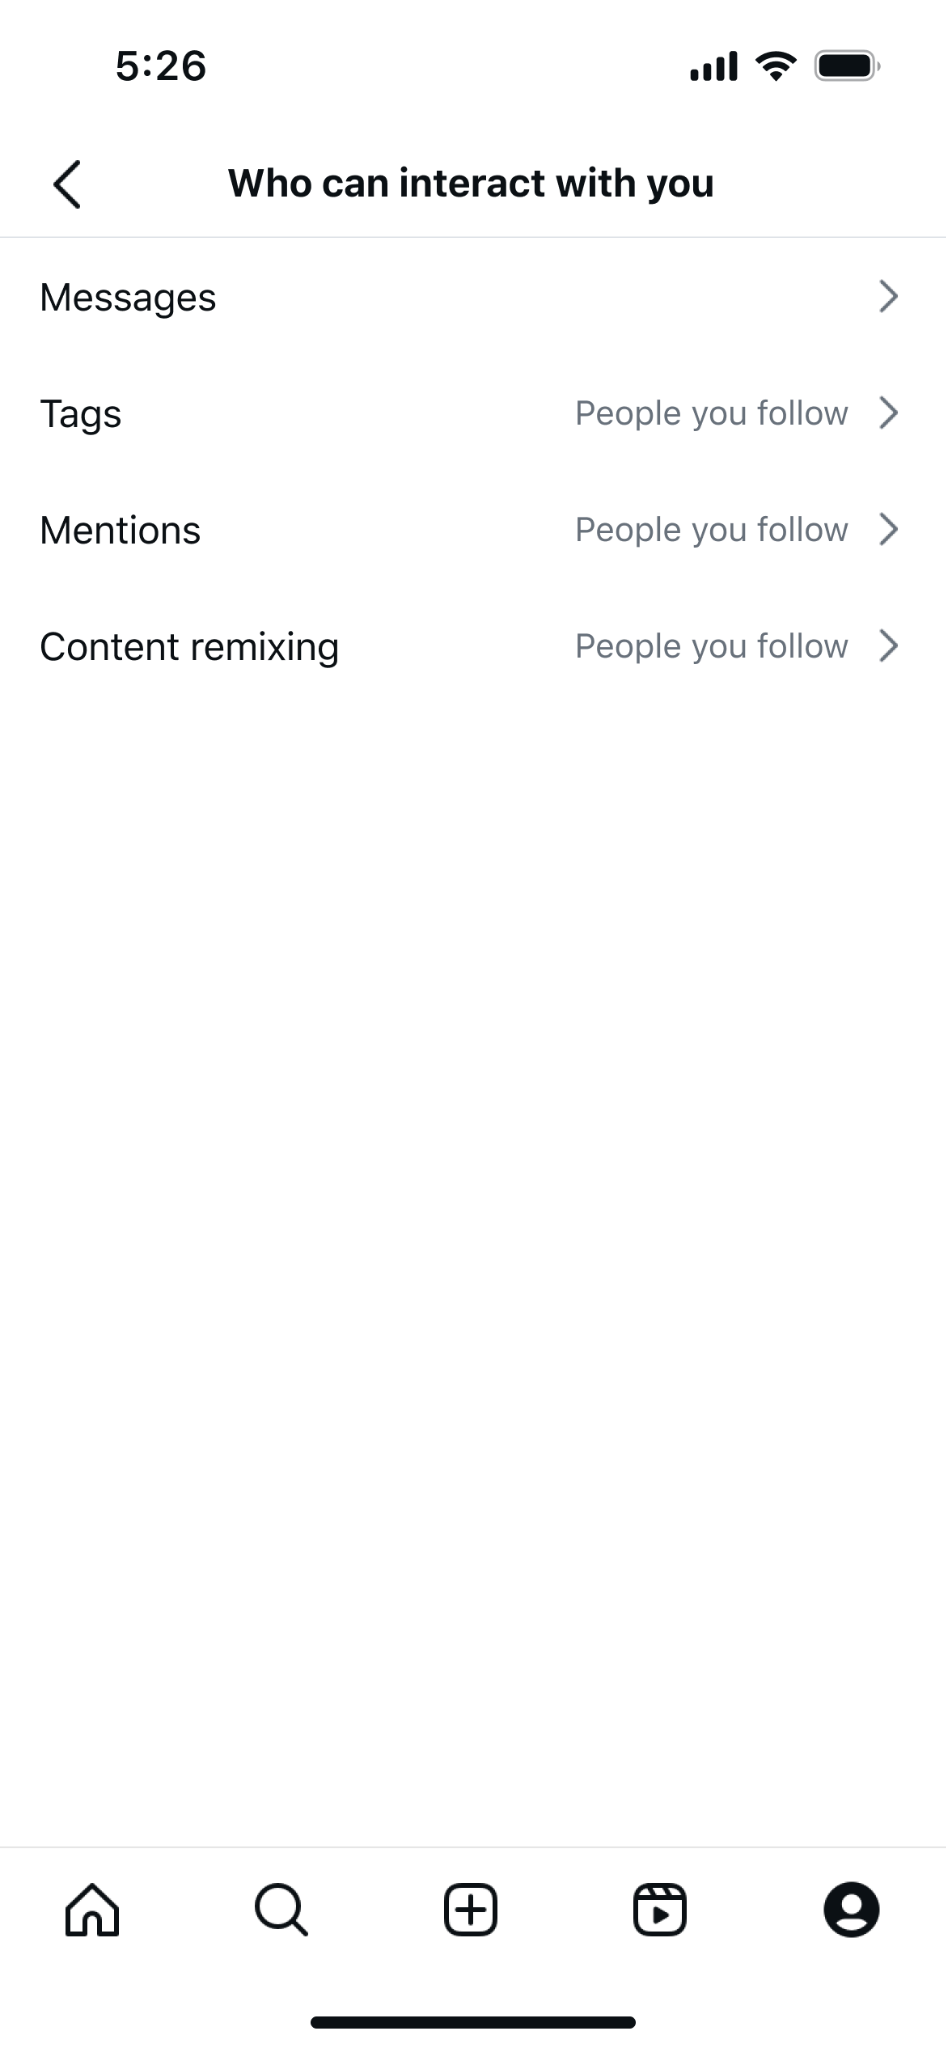 5:26
Who can interact with you
Messages
Tags People you follow
Mentions People you follow
Content remixing People you follow